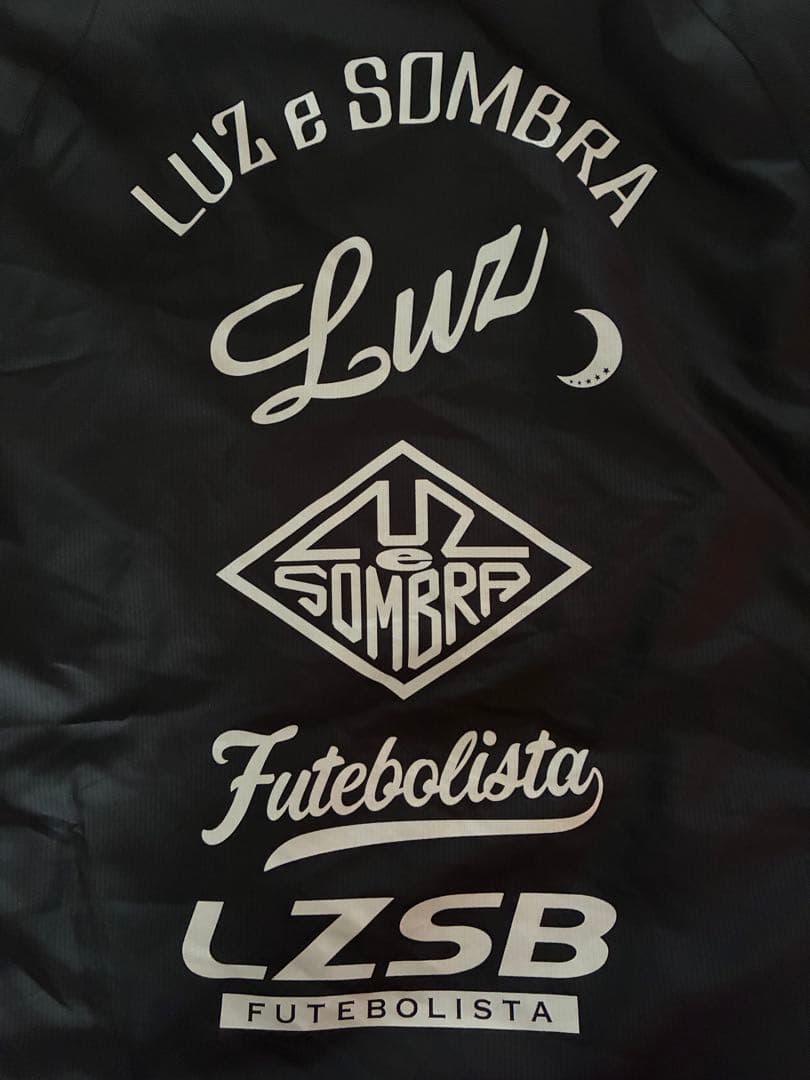 LUZ e SOMBRA
Luz
LUZ
e
SOMBRA
Futebolista
LZSB
FUTEBOLISTA